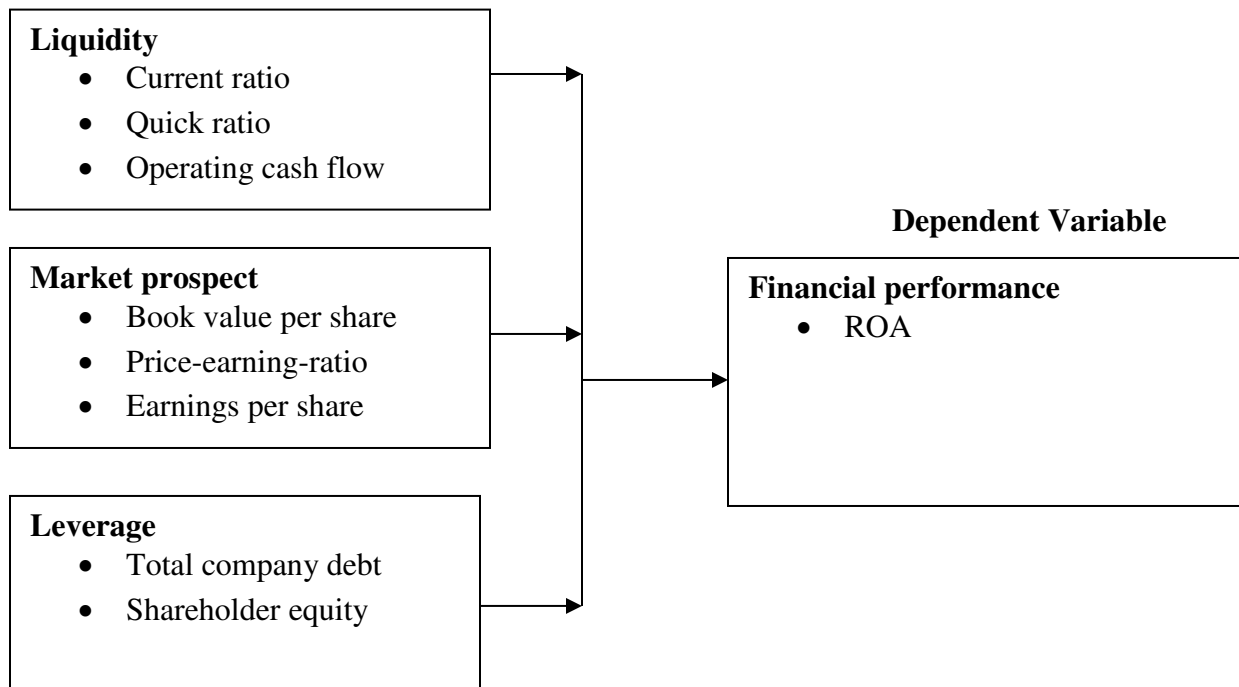 Liquidity
• Current ratio
• Quick ratio
• Operating cash flow
Market prospect
• Book value per share
• Price-earning-ratio
• Earnings per share
Leverage
• Total company debt
• Shareholder equity
Dependent Variable
Financial performance
• ROA